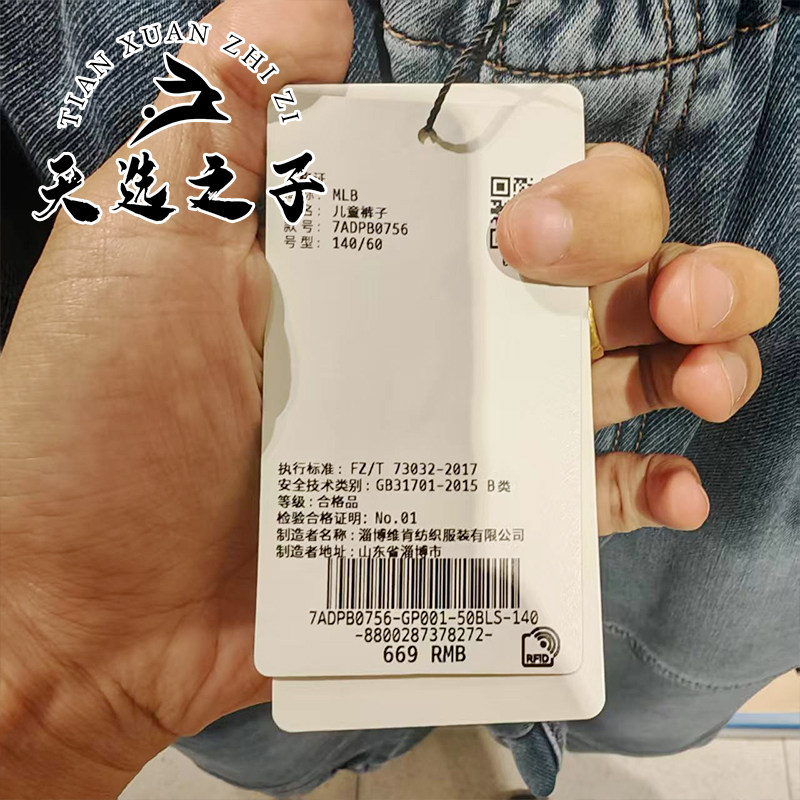 TIAN XUAN ZHI ZI
天选之子
MLB
儿童裤子
款号: 7ADPB0756
号型: 140/60
执行标准: FZ/T 73032-2017
安全技术类别: GB31701-2015 B类
等级: 合格品
检验合格证明: No.01
制造者名称: 淄博维肯纺织服装有限公司
制造者地址: 山东省淄博市
7ADPB0756-GP001-50BLS-140
-8800287378272-
669 RMB
RFID